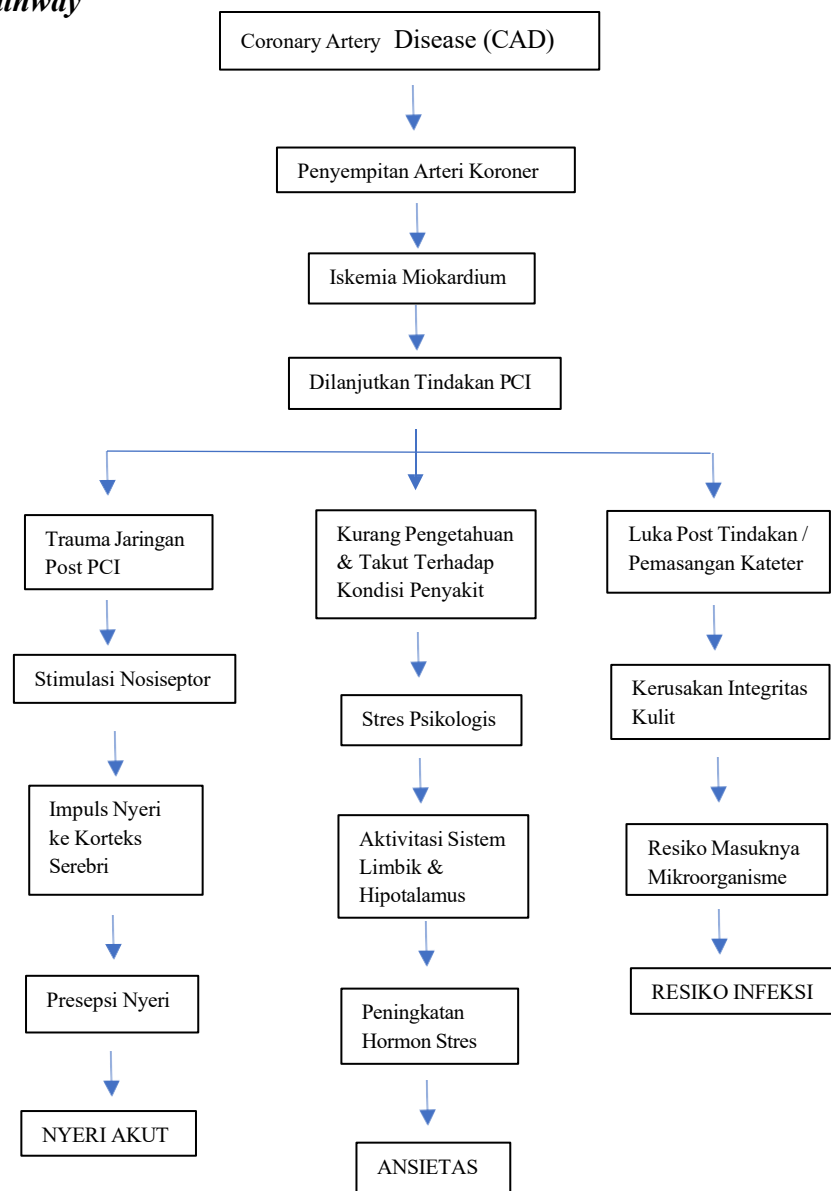 Coronary Artery Disease (CAD)
Penyempitan Arteri Koroner
Iskemia Miokardium
Dilanjutkan Tindakan PCI
Trauma Jaringan
Post PCI
Stimulasi Nosiseptor
Impuls Nyeri
ke Korteks
Serebri
Presepsi Nyeri
NYERI AKUT
Kurang Pengetahuan
& Takut Terhadap
Kondisi Penyakit
Stres Psikologis
Aktivitasi Sistem
Limbik &
Hipotalamus
Peningkatan
Hormon Stres
ANSIETAS
Luka Post Tindakan /
Pemasangan Kateter
Kerusakan Integritas
Kulit
Resiko Masuknya
Mikroorganisme
RESIKO INFEKSI